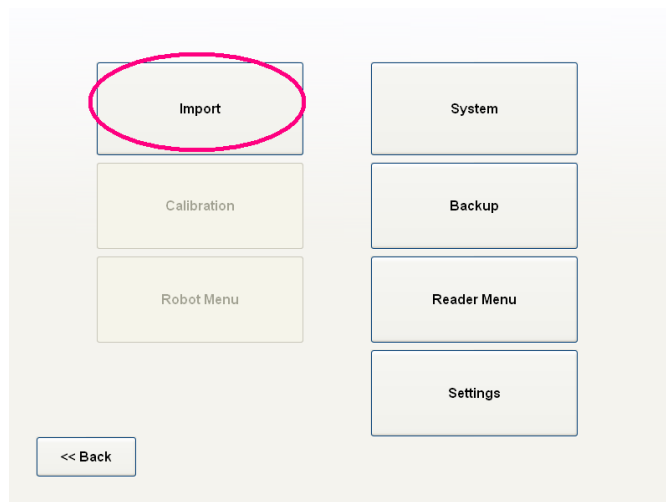 Import
System
Calibration
Backup
Robot Menu
Reader Menu
Settings
<< Back